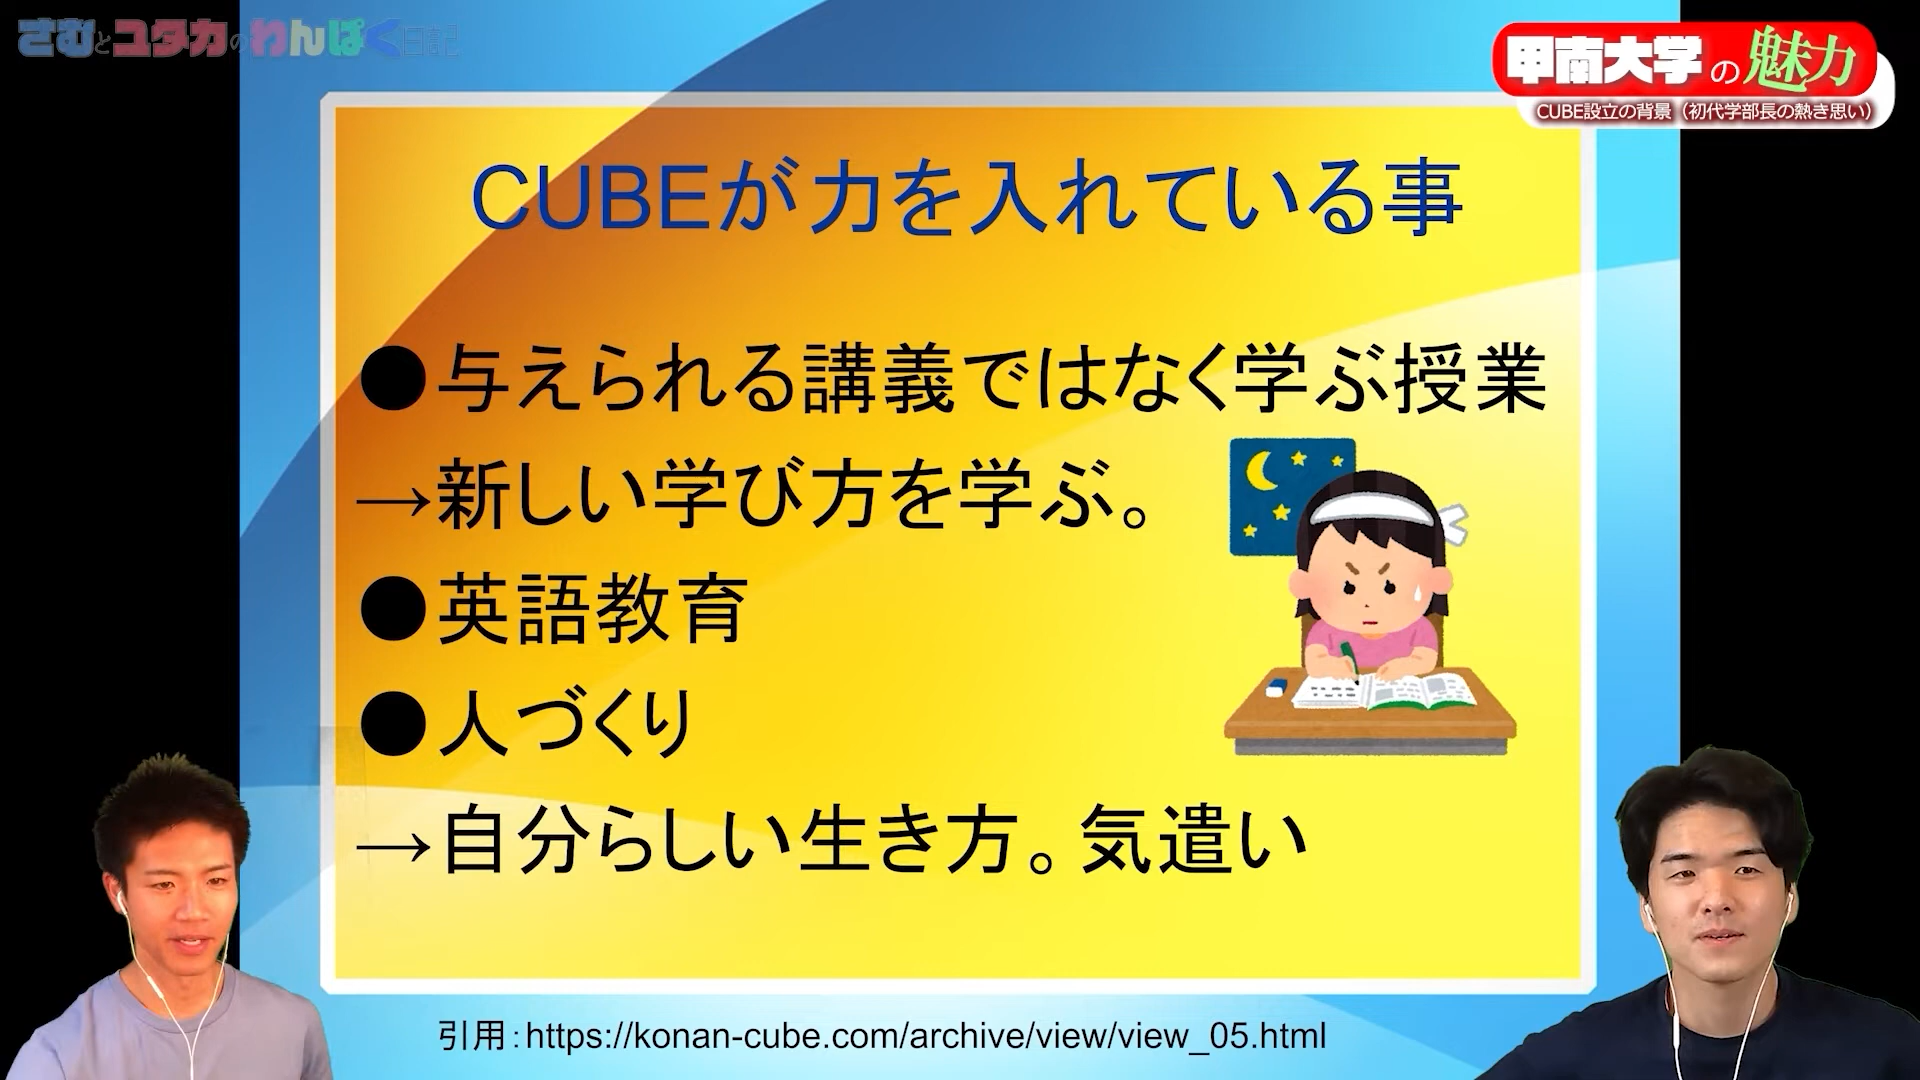 さむとユタカのわんぱく日記
甲南大学の魅力
CUBE設立の背景（初代学部長の熱き思い）
CUBEが力を入れている事
●与えられる講義ではなく学ぶ授業
→新しい学び方を学ぶ。
●英語教育
●人づくり
→自分らしい生き方。気遣い
引用：https://konan-cube.com/archive/view/view_05.html